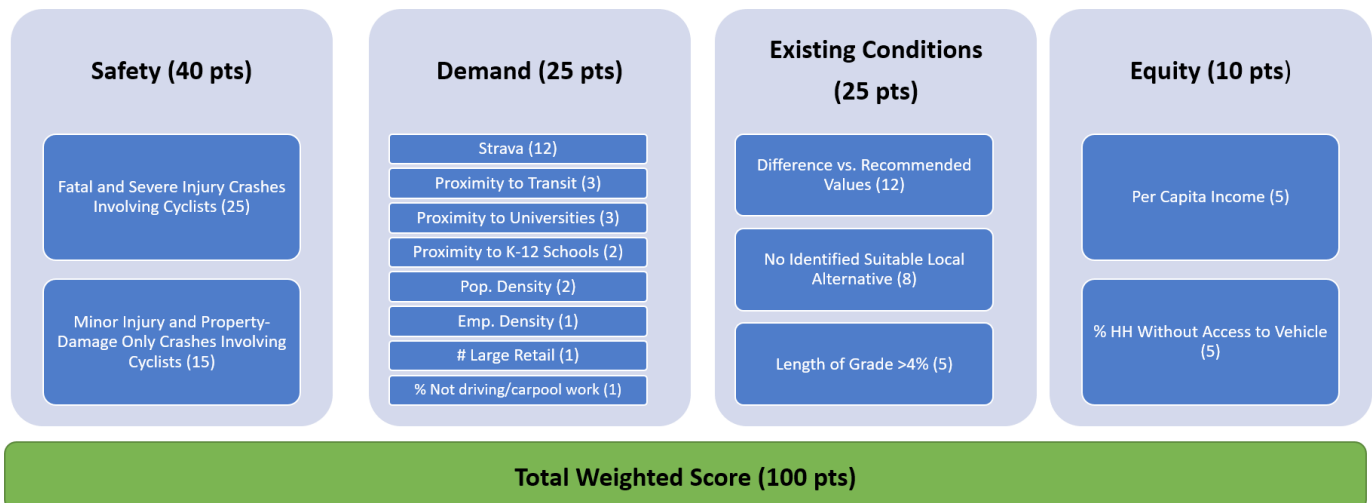 Safety (40 pts)
Fatal and Severe Injury Crashes
Involving Cyclists (25)
Minor Injury and Property-
Damage Only Crashes Involving
Cyclists (15)
Demand (25 pts)
Strava (12)
Proximity to Transit (3)
Proximity to Universities (3)
Proximity to K-12 Schools (2)
Pop. Density (2)
Emp. Density (1)
# Large Retail (1)
% Not driving/carpool work (1)
Existing Conditions
(25 pts)
Difference vs. Recommended
Values (12)
No Identified Suitable Local
Alternative (8)
Length of Grade >4% (5)
Equity (10 pts)
Per Capita Income (5)
% HH Without Access to Vehicle
(5)
Total Weighted Score (100 pts)